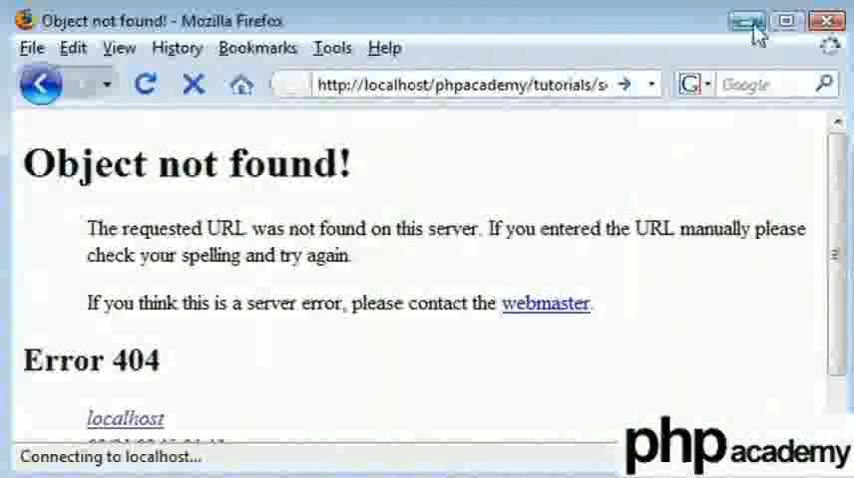 Object not found! - Mozilla Firefox
File Edit View History Bookmarks Tools Help
http://localhost/phpacademy/tutorials/s
Google
Object not found!
The requested URL was not found on this server. If you entered the URL manually please
check your spelling and try again.
If you think this is a server error, please contact the webmaster.
Error 404
localhost
Connecting to localhost...
php academy